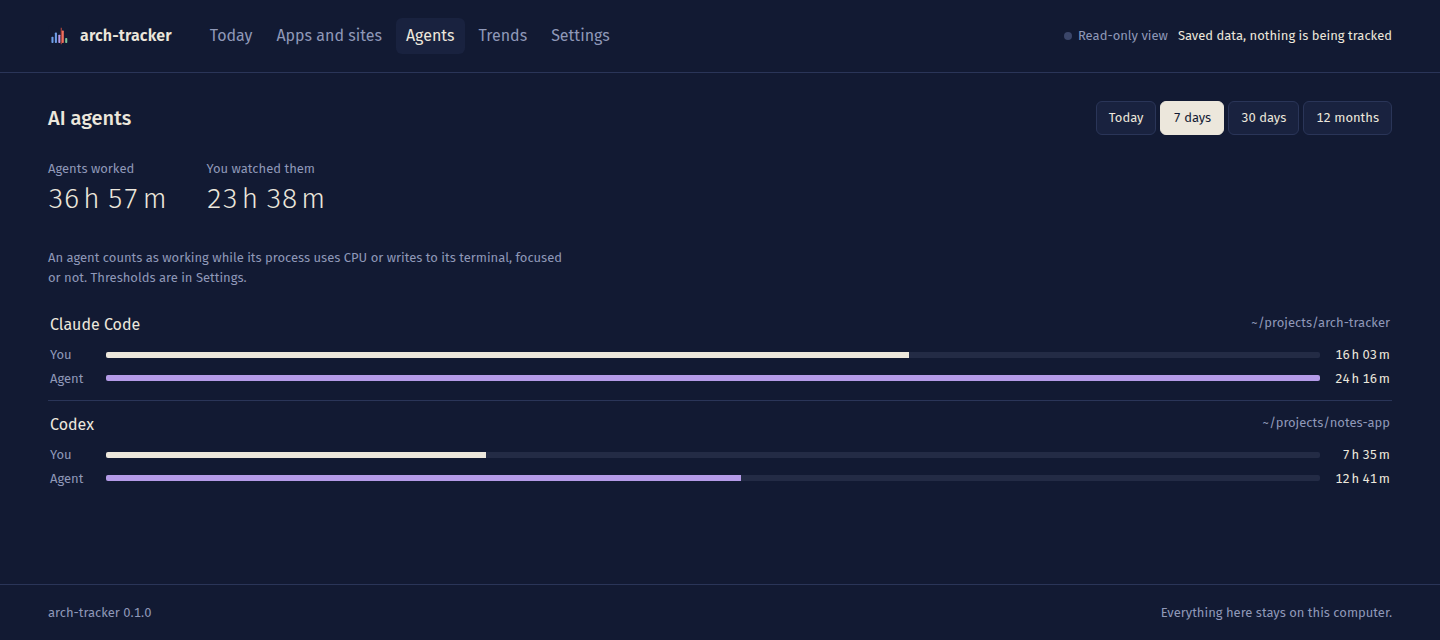 arch-tracker Today Apps and sites Agents Trends Settings Read-only view Saved data, nothing is being tracked
AI agents Today 7 days 30 days 12 months
Agents worked You watched them
36 h 57 m 23 h 38 m
An agent counts as working while its process uses CPU or writes to its terminal, focused
or not. Thresholds are in Settings.
Claude Code ~/projects/arch-tracker
You 16 h 03 m
Agent 24 h 16 m
Codex ~/projects/notes-app
You 7 h 35 m
Agent 12 h 41 m
arch-tracker 0.1.0 Everything here stays on this computer.